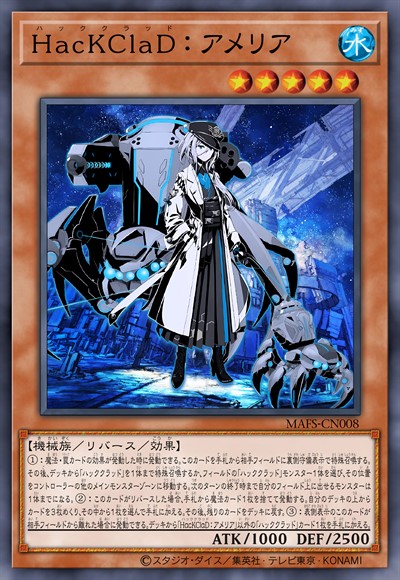 ハッククラッド
HacKClaD：アメリア
水
MAFS-CN008
【機械族／リバース／効果】
①：魔法・罠カードの効果が発動した時に発動できる。このカードを手札から相手フィールドに裏側守備表示で特殊召喚する。
その後、デッキから「ハッククラッド」を1体まで特殊召喚するか、フィールドの「ハッククラッド」モンスター1体を選び、その位置
をコントローラーの他のメインモンスターゾーンに移動する。次のターンの終了時まで自分のフィールド上に出せるモンスター
は1体までになる。②：このカードがリバースした場合、手札から魔法カード1枚を捨てて発動する。自分のデッキの上から
カードを3枚めくり、その中から1枚を選んで手札に加える。その後、残りのカードをデッキに戻す。③：表側表示のこのカードが
相手フィールドから離れた場合に発動できる。デッキから「HacKClaD：アメリア」以外の「ハッククラッド」カード1枚を手札に加える。
ATK/1000 DEF/2500
©スタジオ・ダイス／集英社・テレビ東京・KONAMI